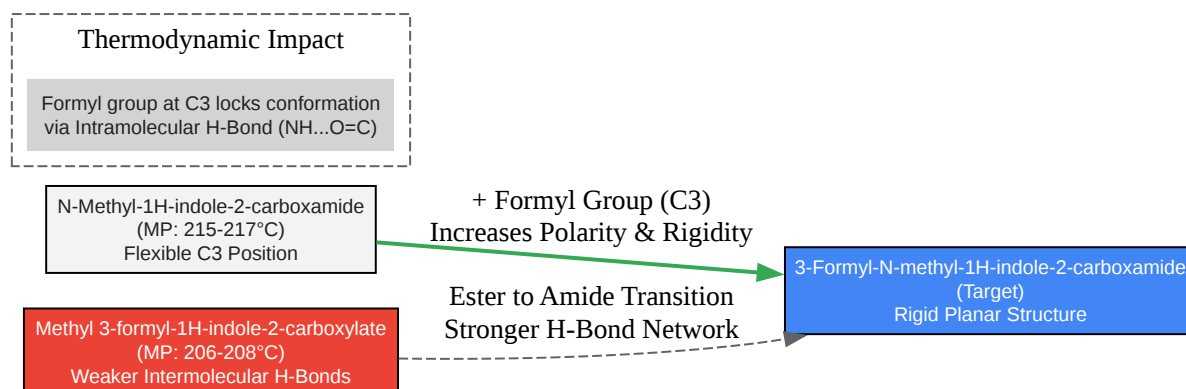 Thermodynamic Impact
Formyl group at C3 locks conformation
via Intramolecular H-Bond (NH...O=C)
N-Methyl-1H-indole-2-carboxamide
(MP: 215-217°C)
Flexible C3 Position
+ Formyl Group (C3)
Increases Polarity & Rigidity
3-Formyl-N-methyl-1H-indole-2-carboxamide
(Target)
Rigid Planar Structure
Ester to Amide Transition
Stronger H-Bond Network
Methyl 3-formyl-1H-indole-2-carboxylate
(MP: 206-208°C)
Weaker Intermolecular H-Bonds